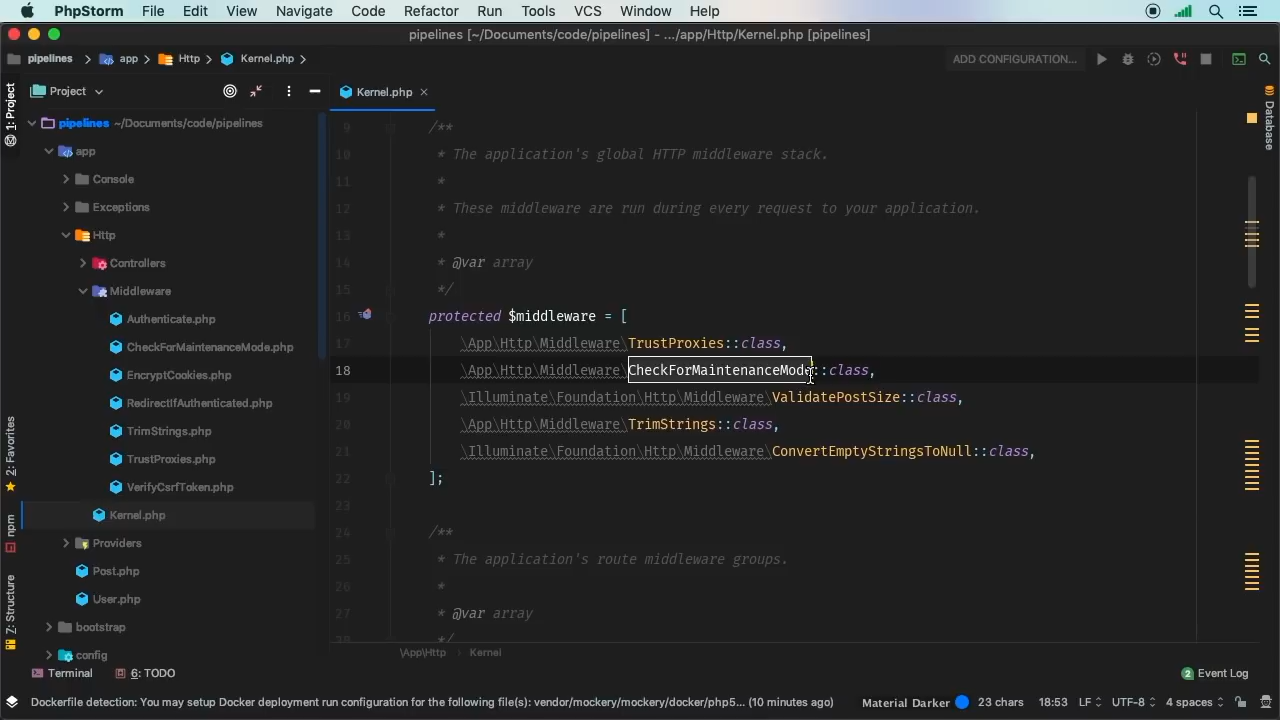 PhpStorm File Edit View Navigate Code Refactor Run Tools VCS Window Help
pipelines [~/Documents/code/pipelines] - .../app/Http/Kernel.php [pipelines]
pipelines app Http Kernel.php ADD CONFIGURATION...
Project Kernel.php
1: Project
2: Favorites
npm
7: Structure
Database
pipelines ~/Documents/code/pipelines
app
Console
Exceptions
Http
Controllers
Middleware
Authenticate.php
CheckForMaintenanceMode.php
EncryptCookies.php
RedirectIfAuthenticated.php
TrimStrings.php
TrustProxies.php
VerifyCsrfToken.php
Kernel.php
Providers
Post.php
User.php
bootstrap
config
9 /**
10 * The application's global HTTP middleware stack.
11 *
12 * These middleware are run during every request to your application.
13 *
14 * @var array
15 */
16 protected $middleware = [
17 \App\Http\Middleware\TrustProxies::class,
18 \App\Http\Middleware\CheckForMaintenanceMode::class,
19 \Illuminate\Foundation\Http\Middleware\ValidatePostSize::class,
20 \App\Http\Middleware\TrimStrings::class,
21 \Illuminate\Foundation\Http\Middleware\ConvertEmptyStringsToNull::class,
22 ];
23
24 /**
25 * The application's route middleware groups.
26 *
27 * @var array
28 */
\App\Http Kernel
Terminal 6: TODO 2 Event Log
Dockerfile detection: You may setup Docker deployment run configuration for the following file(s): vendor/mockery/mockery/docker/php5... (10 minutes ago) Material Darker 23 chars 18:53 LF UTF-8 4 spaces